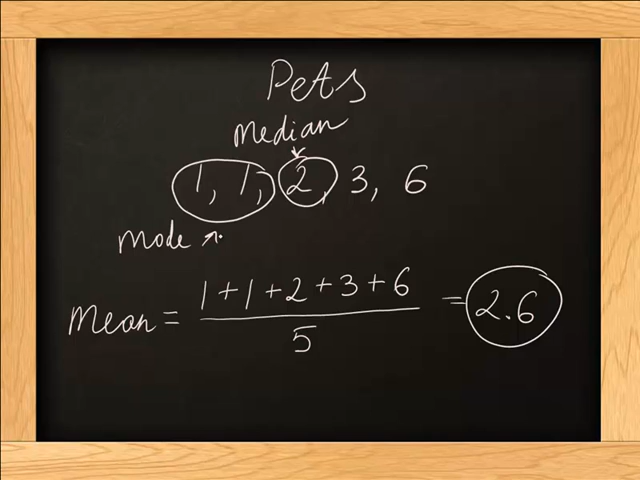 Pets
Median
1, 1, 2, 3, 6
Mode
Mean = 1+1+2+3+6 / 5 = 2.6